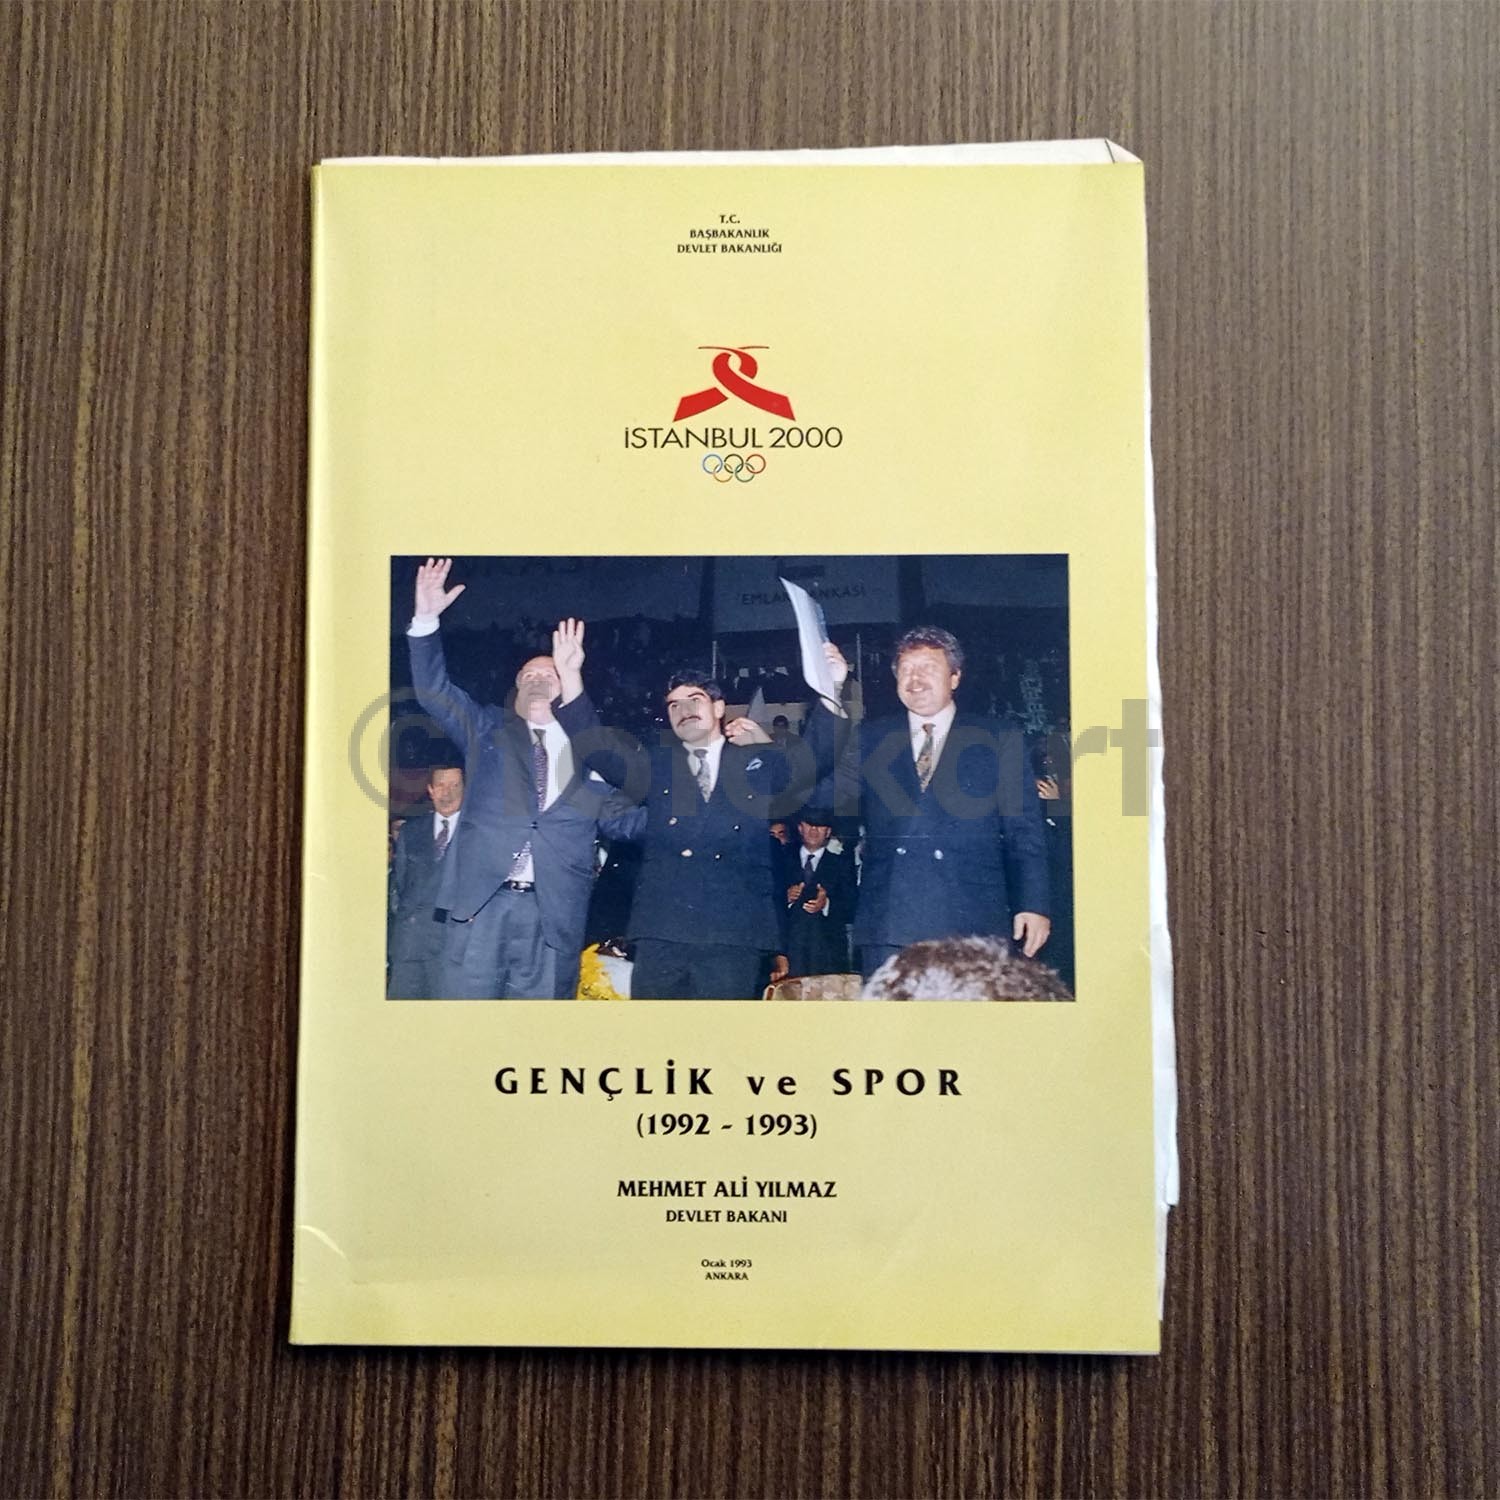 T.C.
BAŞBAKANLIK
DEVLET BAKANLIĞI
İSTANBUL 2000
EMLAK BANKASI
© fotokart
GENÇLİK ve SPOR
(1992 - 1993)
MEHMET ALİ YILMAZ
DEVLET BAKANI
Ocak 1993
ANKARA